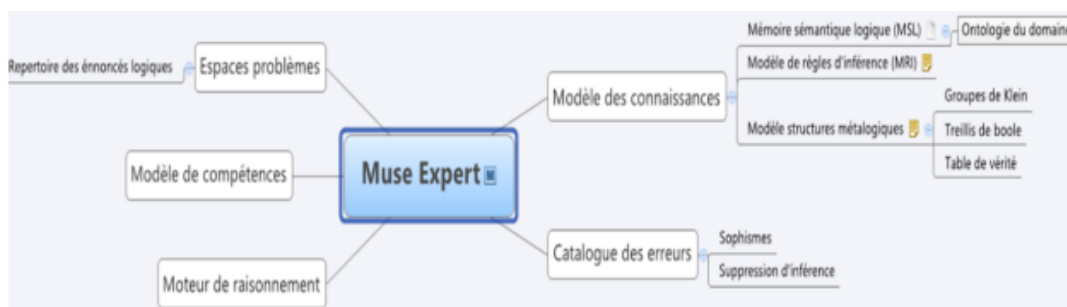 Mémoire sémantique logique (MSL)
Ontologie du domaine
Repertoire des énnoncés logiques
Espaces problèmes
Modèle de règles d'inférence (MRI)
Modèle des connaissances
Groupes de Klein
Modèle structures métalogiques
Treillis de boole
Table de vérité
Modèle de compétences
Muse Expert
Catalogue des erreurs
Sophismes
Suppression d'inférence
Moteur de raisonnement